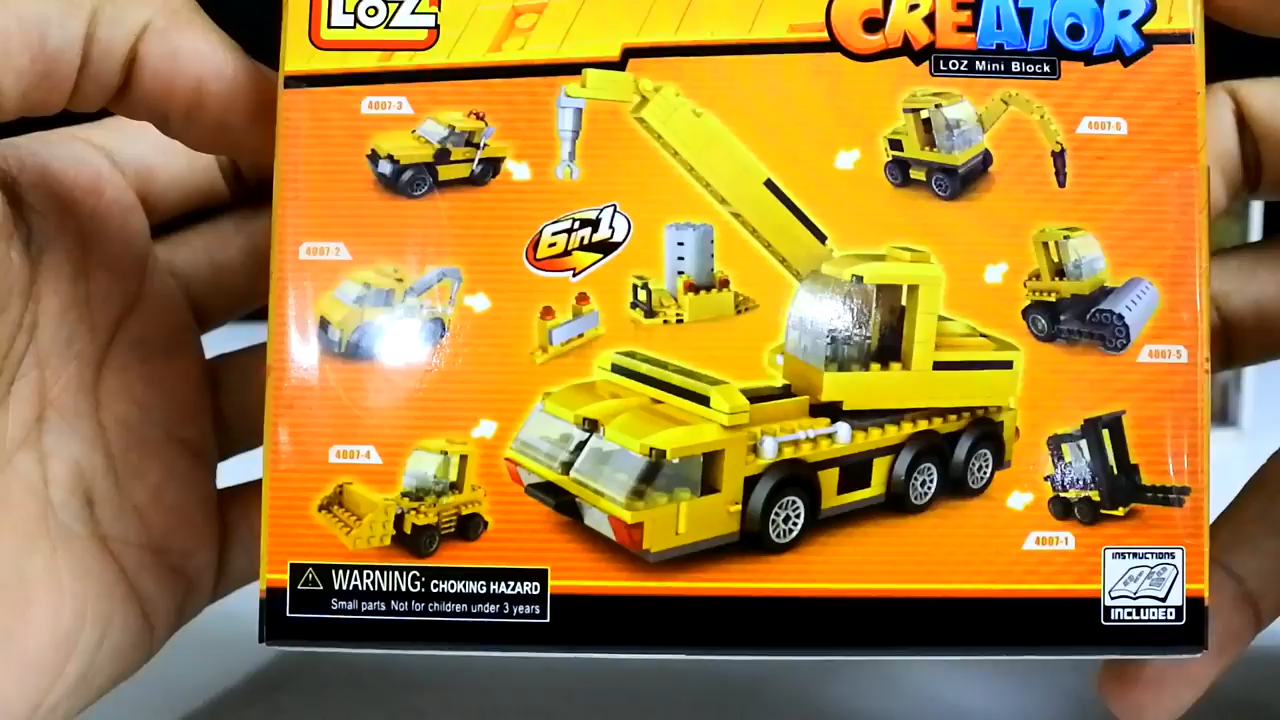 LOZ
CREATOR
LOZ Mini Block
4007-3
4007-6
6in1
4007-2
4007-5
4007-4
4007-1
WARNING: CHOKING HAZARD
Small parts Not for children under 3 years
INSTRUCTIONS
INCLUDED